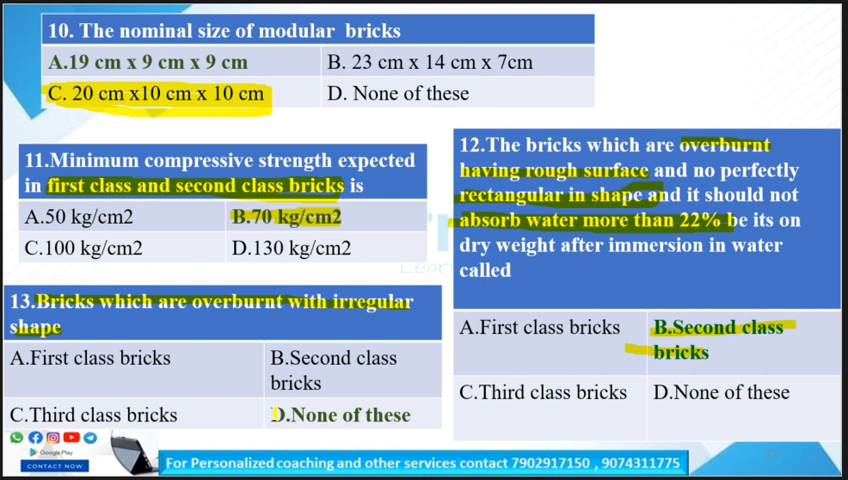 10. The nominal size of modular bricks
A.19 cm x 9 cm x 9 cm
B. 23 cm x 14 cm x 7cm
C. 20 cm x10 cm x 10 cm
D. None of these
11.Minimum compressive strength expected
in first class and second class bricks is
A.50 kg/cm2
B.70 kg/cm2
C.100 kg/cm2
D.130 kg/cm2
12.The bricks which are overburnt
having rough surface and no perfectly
rectangular in shape and it should not
absorb water more than 22% be its on
dry weight after immersion in water
called
A.First class bricks
B.Second class
bricks
C.Third class bricks
D.None of these
13.Bricks which are overburnt with irregular
shape
A.First class bricks
B.Second class
bricks
C.Third class bricks
D.None of these
Google Play
CONTACT NOW
For Personalized coaching and other services contact 7902917150 , 9074311775